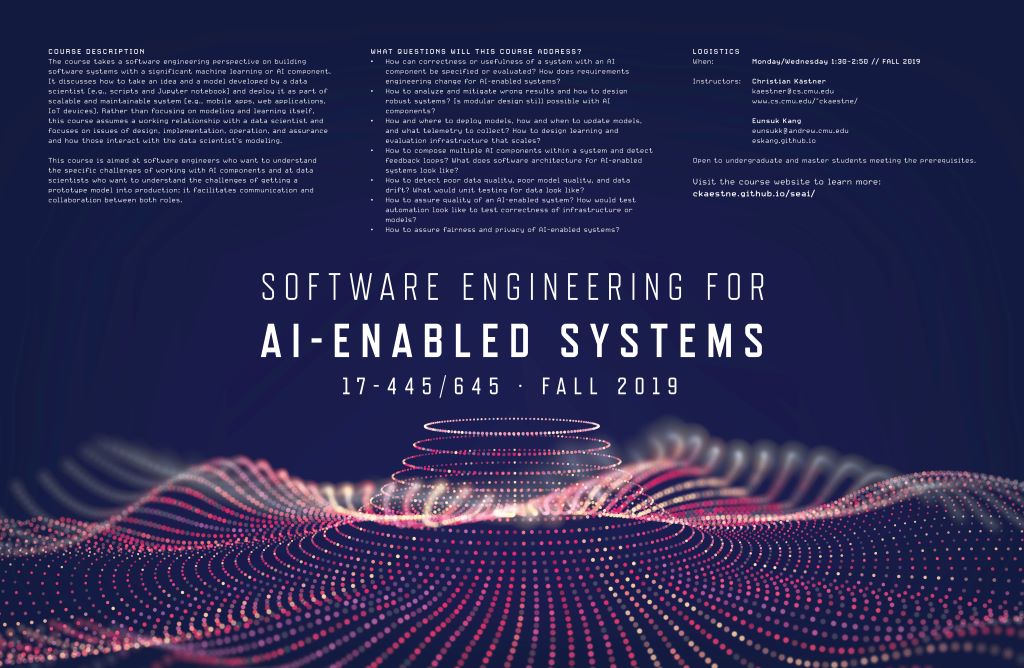 COURSE DESCRIPTION
The course takes a software engineering perspective on building
software systems with a significant machine learning or AI component.
It discusses how to take an idea and a model developed by a data
scientist [e.g., scripts and Jupyter notebook] and deploy it as part of
scalable and maintainable system [e.g., mobile apps, web applications,
IoT devices]. Rather than focusing on modeling and learning itself,
this course assumes a working relationship with a data scientist and
focuses on issues of design, implementation, operation, and assurance
and how those interact with the data scientist's modeling.
This course is aimed at software engineers who want to understand
the specific challenges of working with AI components and at data
scientists who want to understand the challenges of getting a
prototype model into production; it facilitates communication and
collaboration between both roles.
WHAT QUESTIONS WILL THIS COURSE ADDRESS?
• How can correctness or usefulness of a system with an AI
component be specified or evaluated? How does requirements
engineering change for AI-enabled systems?
• How to analyze and mitigate wrong results and how to design
robust systems? Is modular design still possible with AI
components?
• How and where to deploy models, how and when to update models,
and what telemetry to collect? How to design learning and
evaluation infrastructure that scales?
• How to compose multiple AI components within a system and detect
feedback loops? What does software architecture for AI-enabled
systems look like?
• How to detect poor data quality, poor model quality, and data
drift? What would unit testing for data look like?
• How to assure quality of an AI-enabled system? How would test
automation look like to test correctness of infrastructure or
models?
• How to assure fairness and privacy of AI-enabled systems?
LOGISTICS
When: Monday/Wednesday 1:30-2:50 // FALL 2019
Instructors: Christian Kästner
kaestner@cs.cmu.edu
www.cs.cmu.edu/~ckaestne/
Eunsuk Kang
eunsukk@andrew.cmu.edu
eskang.github.io
Open to undergraduate and master students meeting the prerequisites.
Visit the course website to learn more:
ckaestne.github.io/seai/
SOFTWARE ENGINEERING FOR
AI-ENABLED SYSTEMS
17-445/645 · FALL 2019